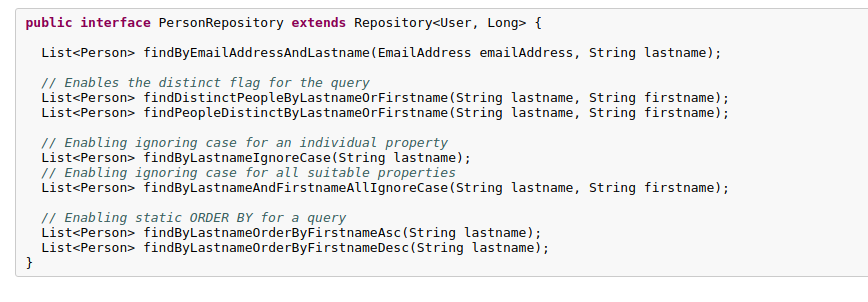 public interface PersonRepository extends Repository<User, Long> {
List<Person> findByEmailAddressAndLastname(EmailAddress emailAddress, String lastname);
// Enables the distinct flag for the query
List<Person> findDistinctPeopleByLastnameOrFirstname(String lastname, String firstname);
List<Person> findPeopleDistinctByLastnameOrFirstname(String lastname, String firstname);
// Enabling ignoring case for an individual property
List<Person> findByLastnameIgnoreCase(String lastname);
// Enabling ignoring case for all suitable properties
List<Person> findByLastnameAndFirstnameAllIgnoreCase(String lastname, String firstname);
// Enabling static ORDER BY for a query
List<Person> findByLastnameOrderByFirstnameAsc(String lastname);
List<Person> findByLastnameOrderByFirstnameDesc(String lastname);
}